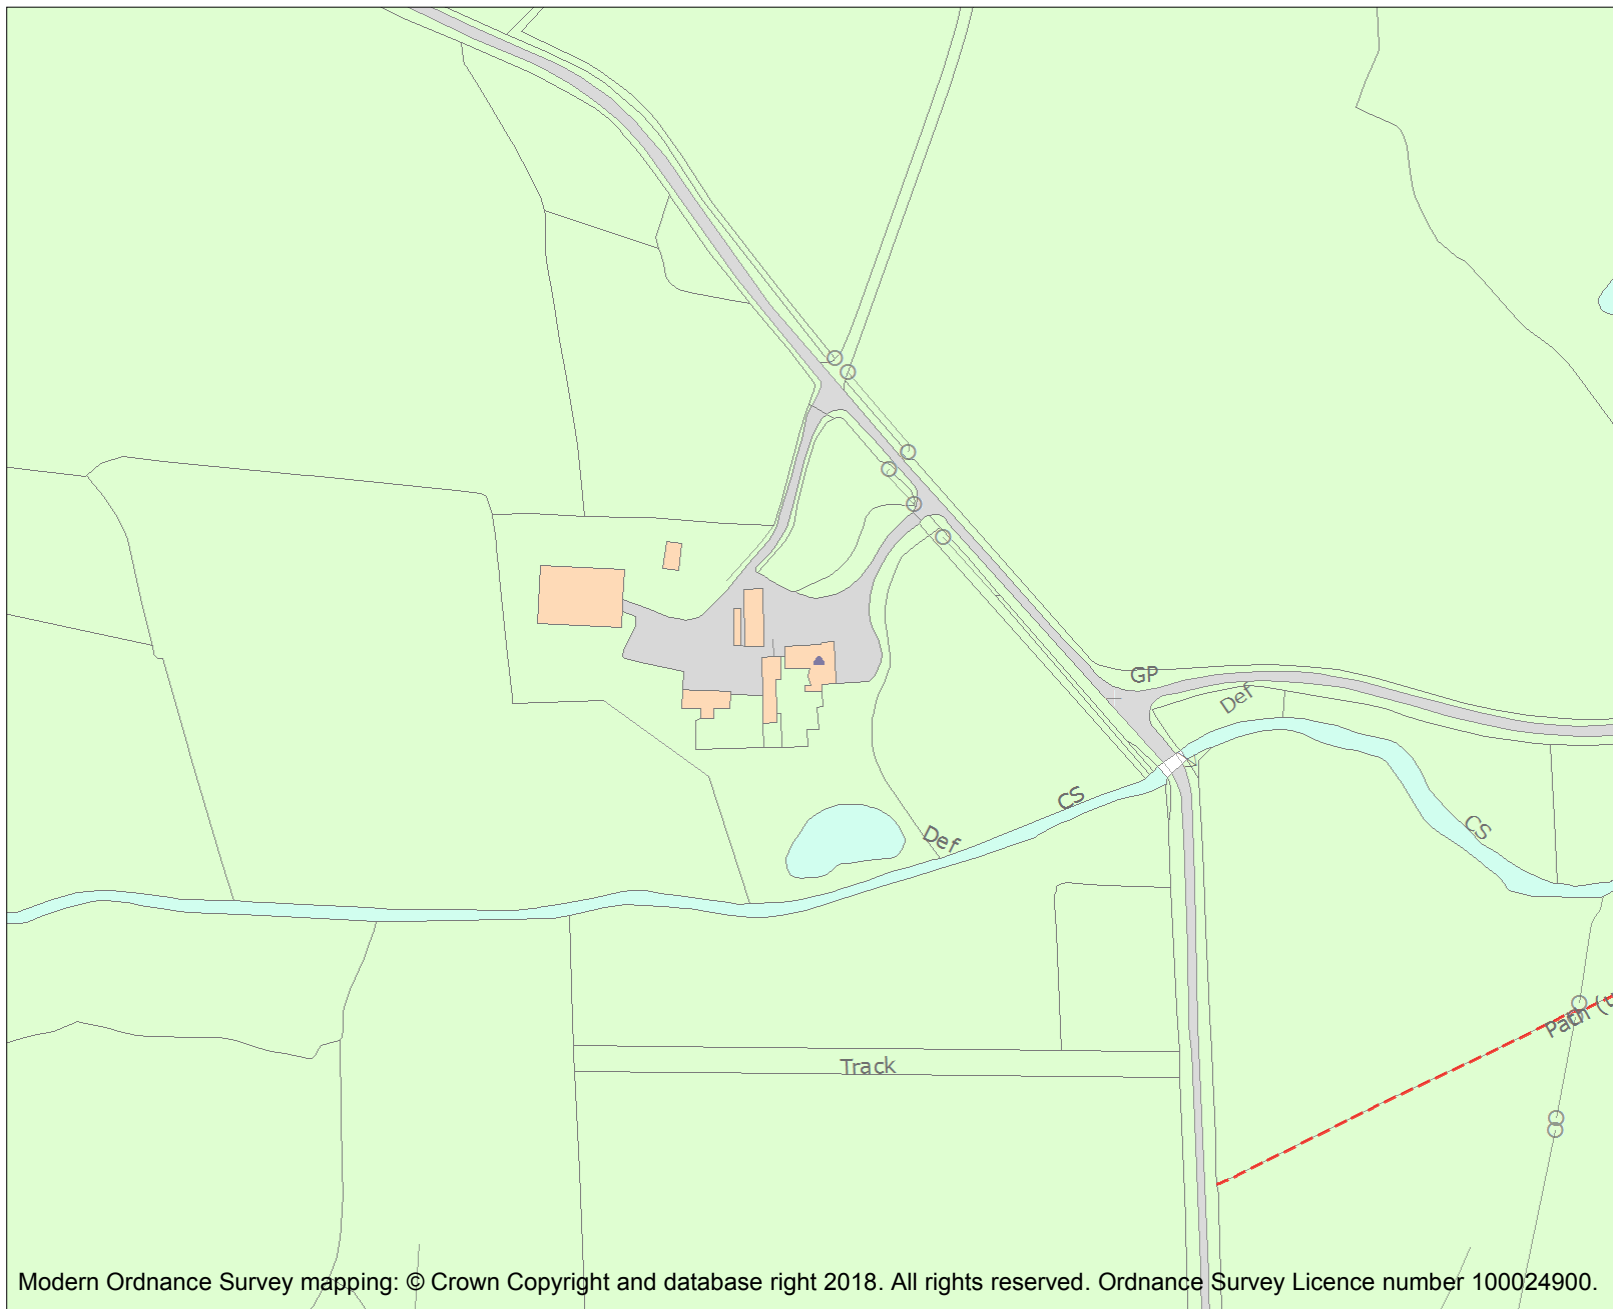 GP
Def
CS
CS
Def
Path (
Track
Modern Ordnance Survey mapping: © Crown Copyright and database right 2018. All rights reserved. Ordnance Survey Licence number 100024900.